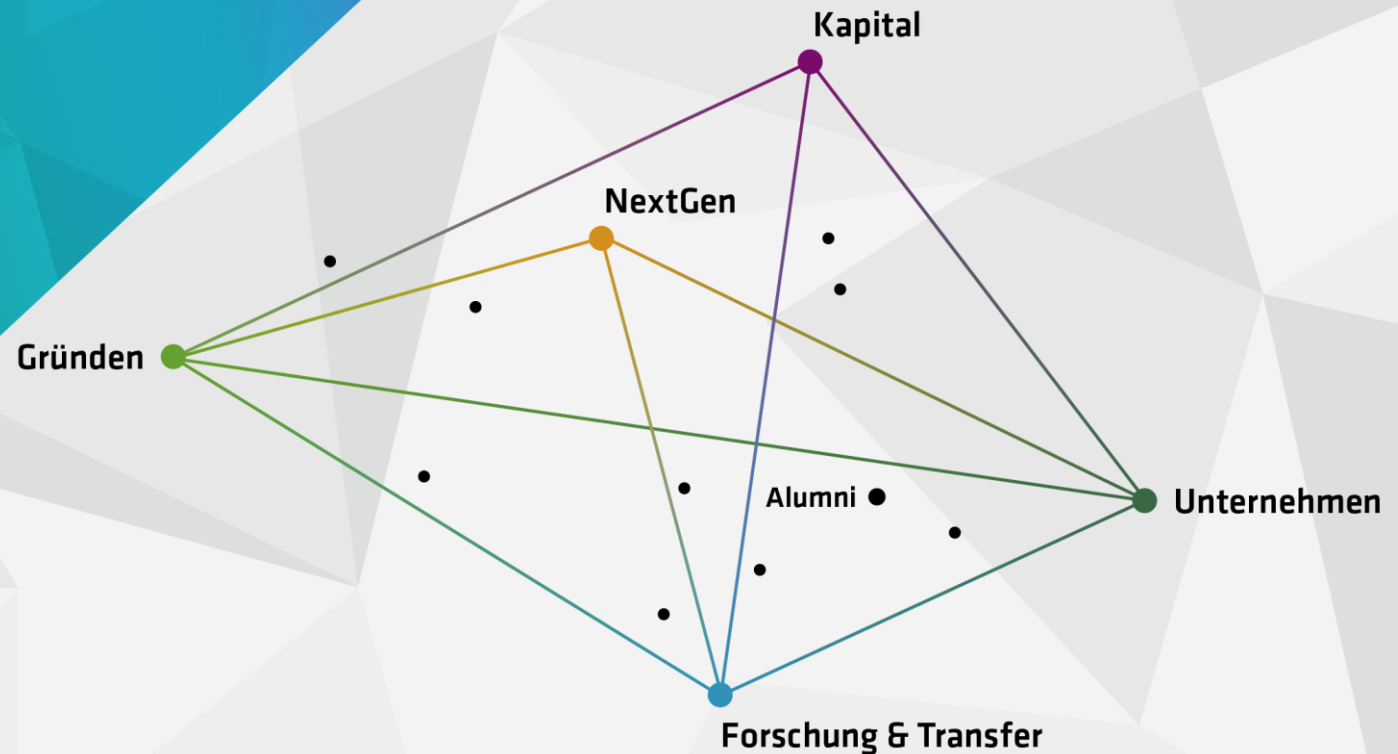 Kapital
NextGen
Gründen
Alumni
Unternehmen
Forschung & Transfer